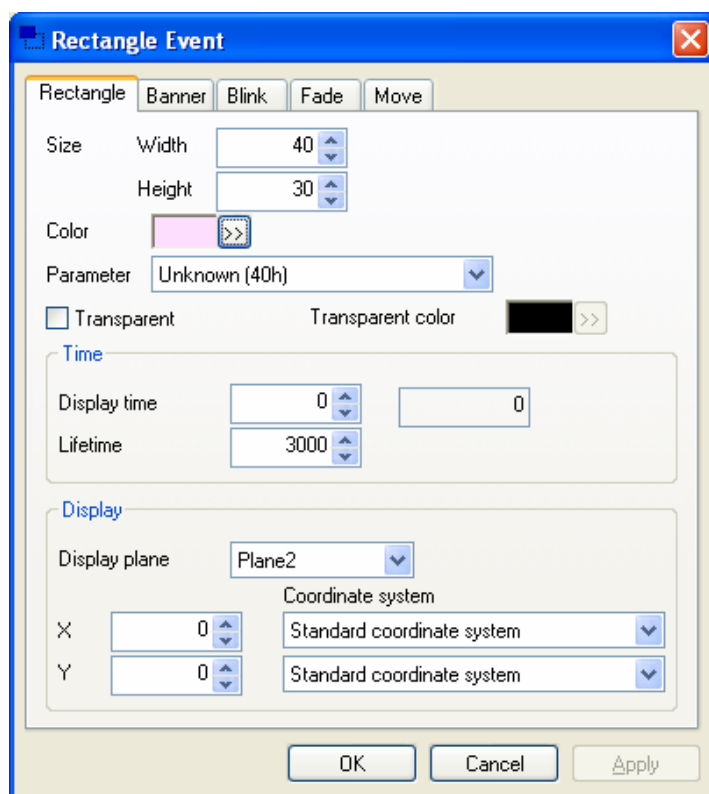 Rectangle Event
Rectangle Banner Blink Fade Move
Size Width 40
Height 30
Color >>
Parameter Unknown (40h)
Transparent Transparent color >>
Time
Display time 0 0
Lifetime 3000
Display
Display plane Plane2
Coordinate system
X 0 Standard coordinate system
Y 0 Standard coordinate system
OK Cancel Apply